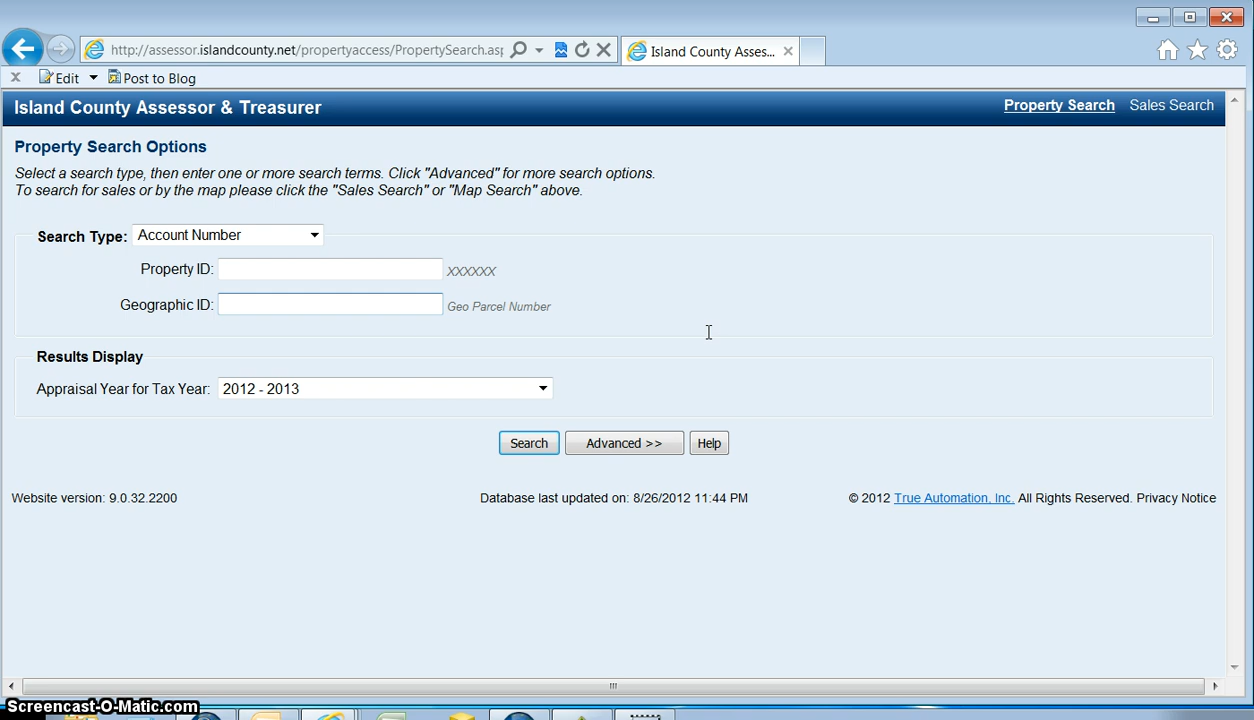 http://assessor.islandcounty.net/propertyaccess/PropertySearch.asp
Island County Asses...
x Edit Post to Blog
Island County Assessor & Treasurer
Property Search Sales Search
Property Search Options
Select a search type, then enter one or more search terms. Click "Advanced" for more search options.
To search for sales or by the map please click the "Sales Search" or "Map Search" above.
Search Type: Account Number
Property ID: XXXXXX
Geographic ID: Geo Parcel Number
Results Display
Appraisal Year for Tax Year: 2012 - 2013
Search Advanced >> Help
Website version: 9.0.32.2200 Database last updated on: 8/26/2012 11:44 PM © 2012 True Automation, Inc. All Rights Reserved. Privacy Notice
Screencast-O-Matic.com